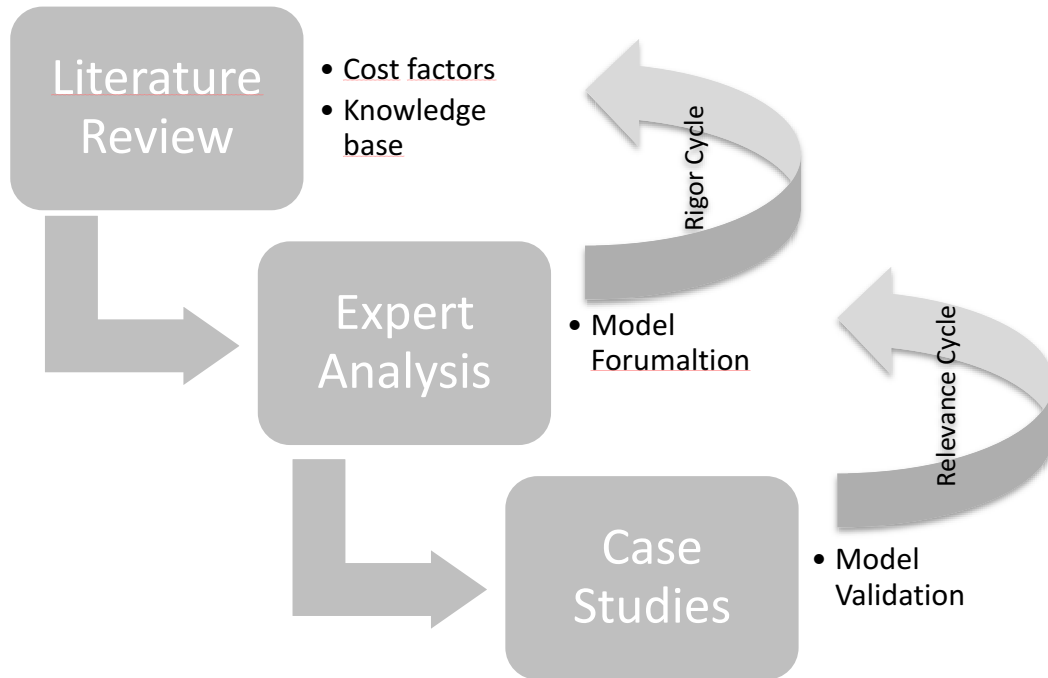 Literature
Review
• Cost factors
• Knowledge
base
Rigor Cycle
Expert
Analysis
• Model
Forumaltion
Relevance Cycle
Case
Studies
• Model
Validation